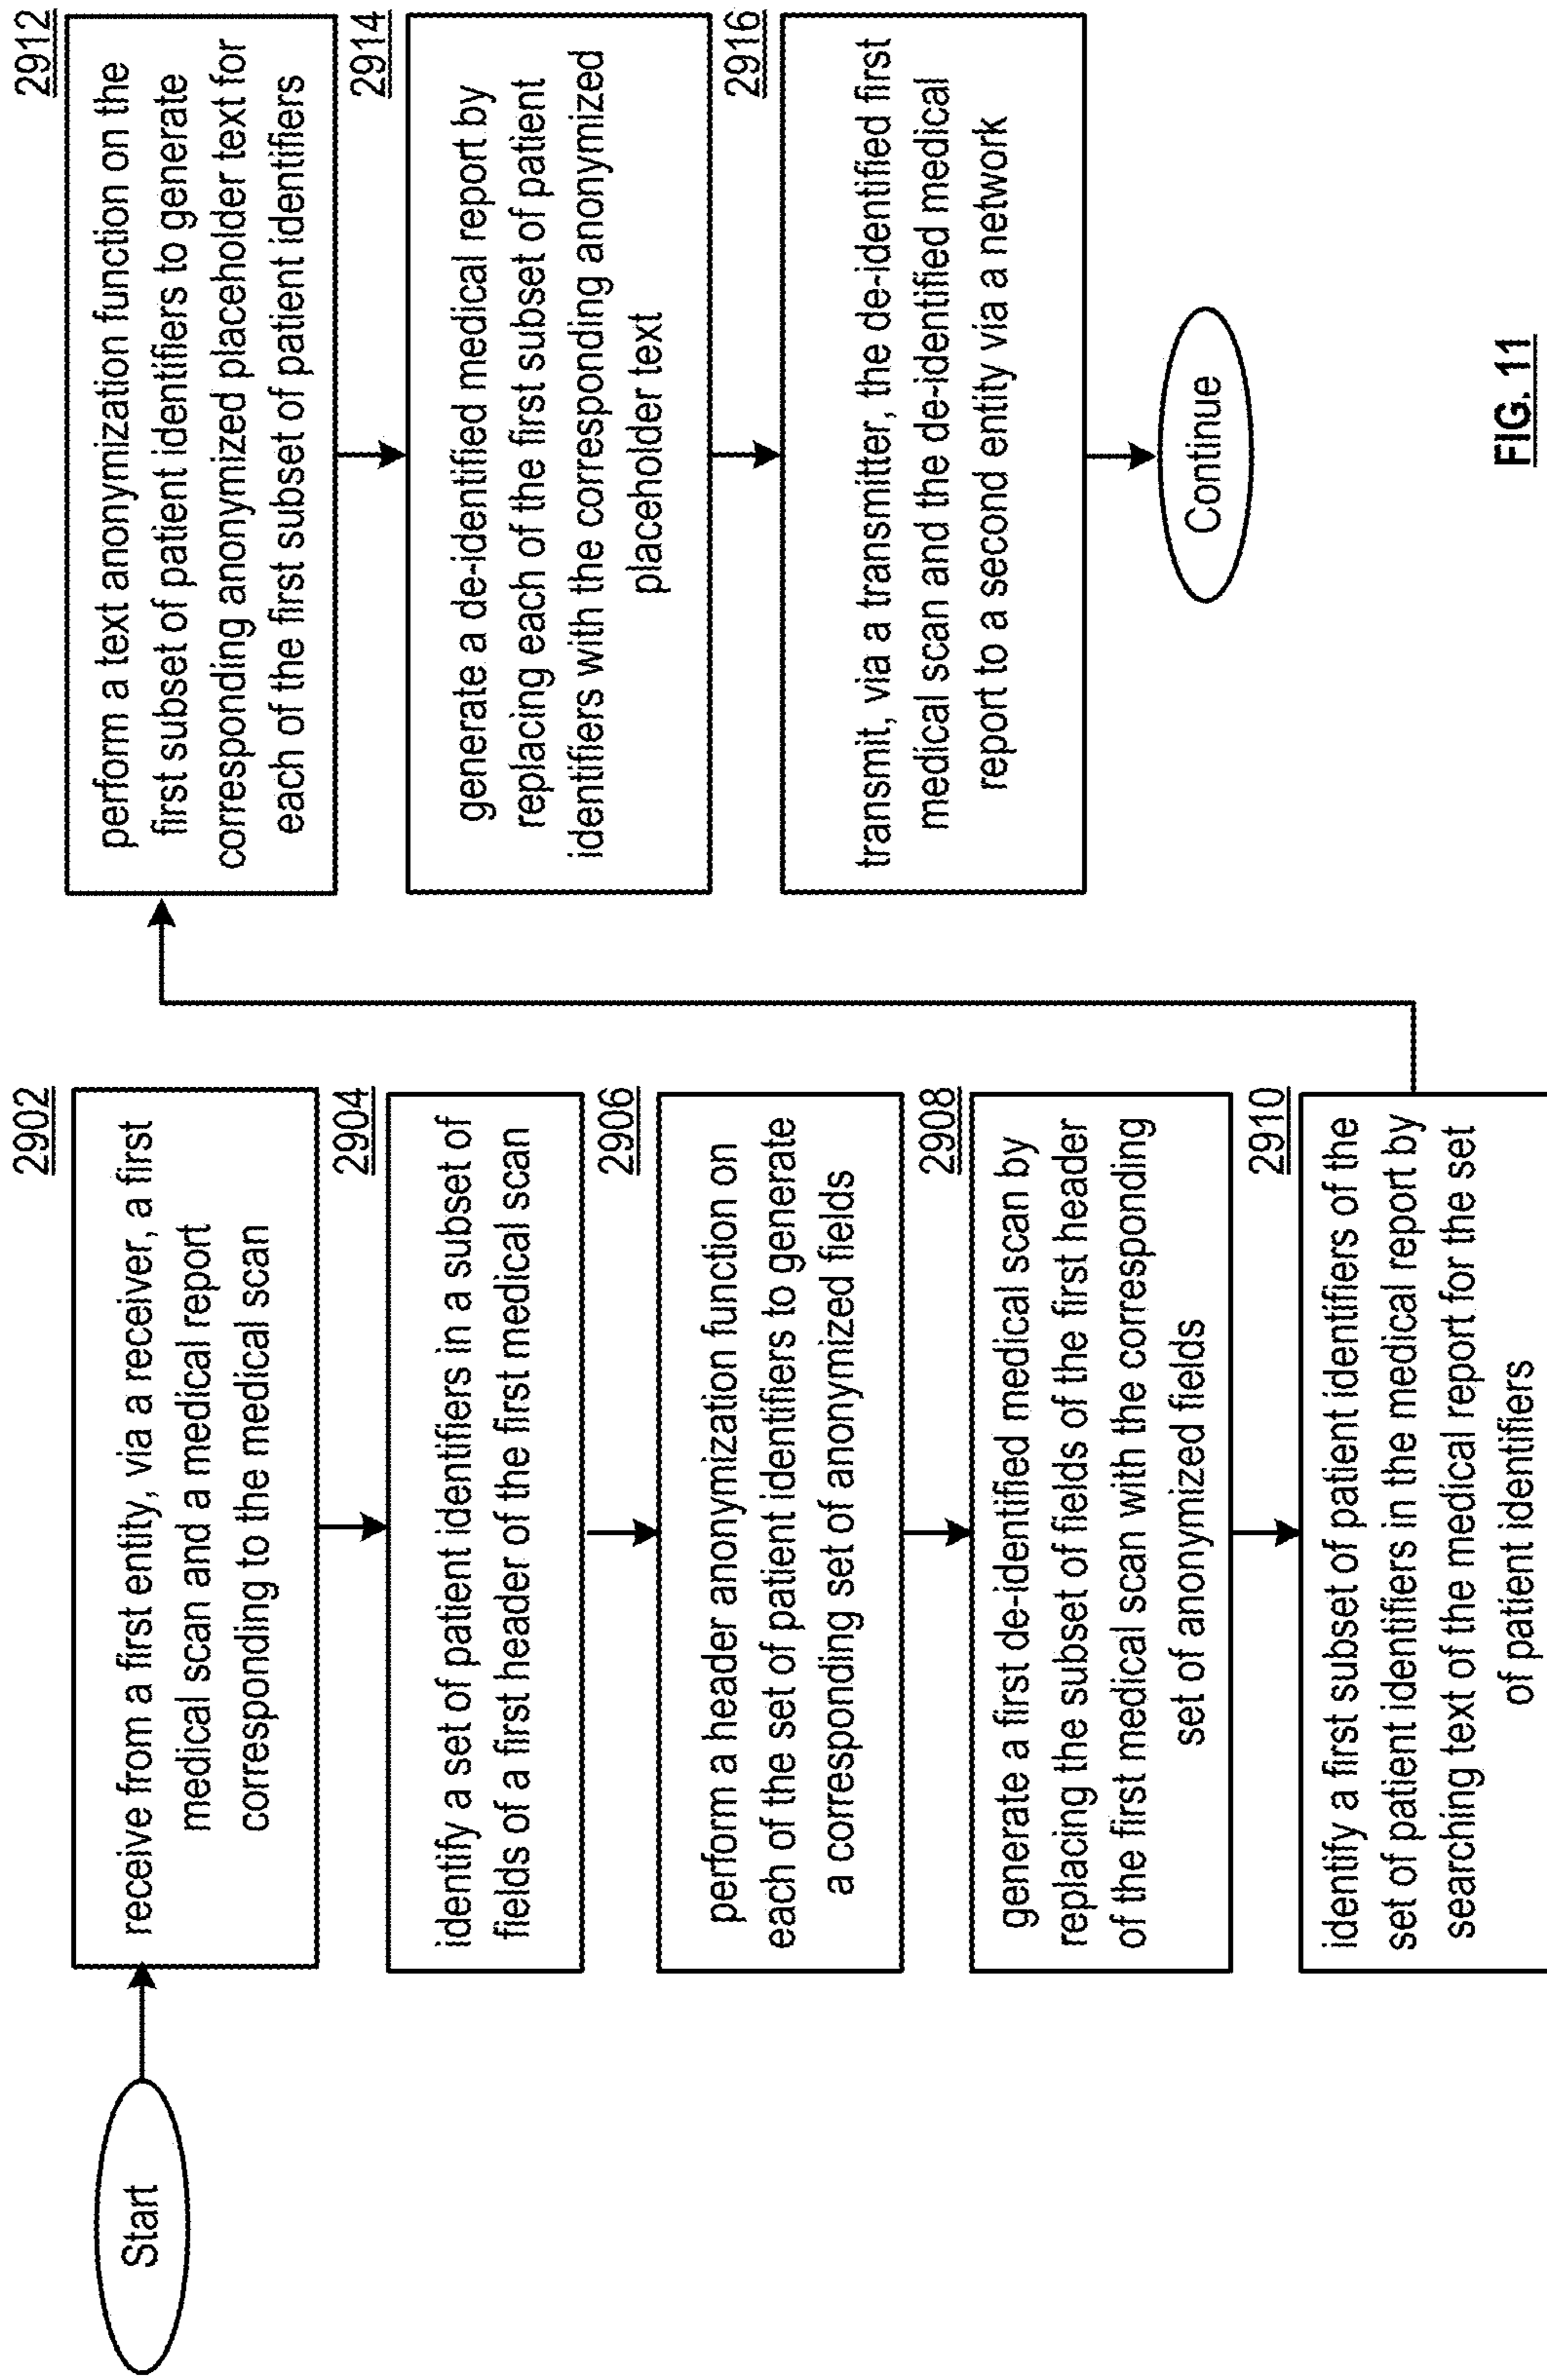 Start
2902
receive from a first entity, via a receiver, a first
medical scan and a medical report
corresponding to the medical scan
2904
identify a set of patient identifiers in a subset of
fields of a first header of the first medical scan
2906
perform a header anonymization function on
each of the set of patient identifiers to generate
a corresponding set of anonymized fields
2908
generate a first de-identified medical scan by
replacing the subset of fields of the first header
of the first medical scan with the corresponding
set of anonymized fields
2910
identify a first subset of patient identifiers of the
set of patient identifiers in the medical report by
searching text of the medical report for the set
of patient identifiers
2912
perform a text anonymization function on the
first subset of patient identifiers to generate
corresponding anonymized placeholder text for
each of the first subset of patient identifiers
2914
generate a de-identified medical report by
replacing each of the first subset of patient
identifiers with the corresponding anonymized
placeholder text
2916
transmit, via a transmitter, the de-identified first
medical scan and the de-identified medical
report to a second entity via a network
Continue
FIG. 11